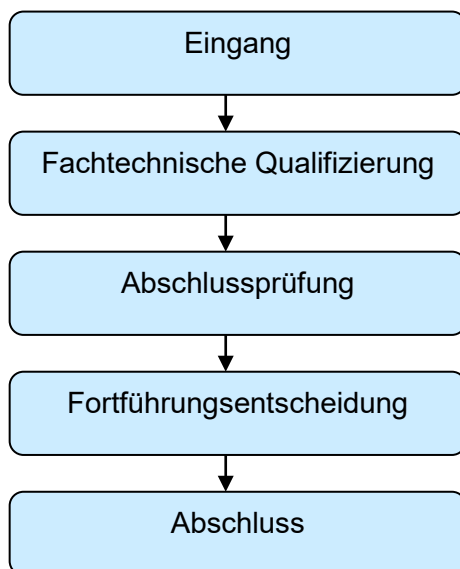 Eingang
Fachtechnische Qualifizierung
Abschlussprüfung
Fortführungsentscheidung
Abschluss